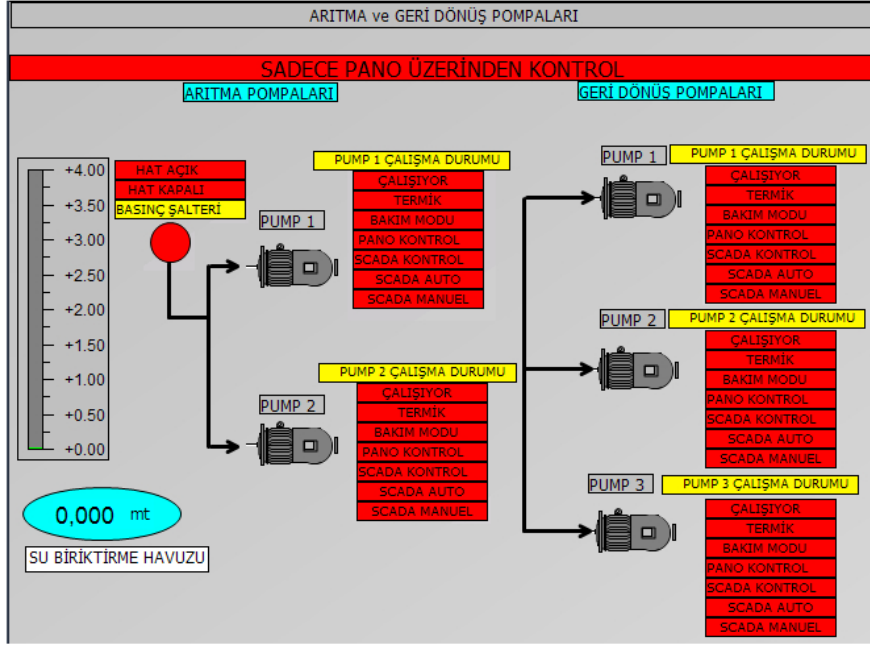 ARITMA ve GERİ DÖNÜŞ POMPALARI
SADECE PANO ÜZERİNDEN KONTROL
ARITMA POMPALARI
GERİ DÖNÜŞ POMPALARI
+4.00
+3.50
+3.00
+2.50
+2.00
+1.50
+1.00
+0.50
+0.00
HAT AÇIK
HAT KAPALI
BASINÇ ŞALTERİ
PUMP 1
PUMP 1 ÇALIŞMA DURUMU
ÇALIŞIYOR
TERMİK
BAKIM MODU
PANO KONTROL
SCADA KONTROL
SCADA AUTO
SCADA MANUEL
PUMP 2
PUMP 2 ÇALIŞMA DURUMU
ÇALIŞIYOR
TERMİK
BAKIM MODU
PANO KONTROL
SCADA KONTROL
SCADA AUTO
SCADA MANUEL
0,000 mt
SU BİRİKTİRME HAVUZU
PUMP 1
PUMP 1 ÇALIŞMA DURUMU
ÇALIŞIYOR
TERMİK
BAKIM MODU
PANO KONTROL
SCADA KONTROL
SCADA AUTO
SCADA MANUEL
PUMP 2
PUMP 2 ÇALIŞMA DURUMU
ÇALIŞIYOR
TERMİK
BAKIM MODU
PANO KONTROL
SCADA KONTROL
SCADA AUTO
SCADA MANUEL
PUMP 3
PUMP 3 ÇALIŞMA DURUMU
ÇALIŞIYOR
TERMİK
BAKIM MODU
PANO KONTROL
SCADA KONTROL
SCADA AUTO
SCADA MANUEL